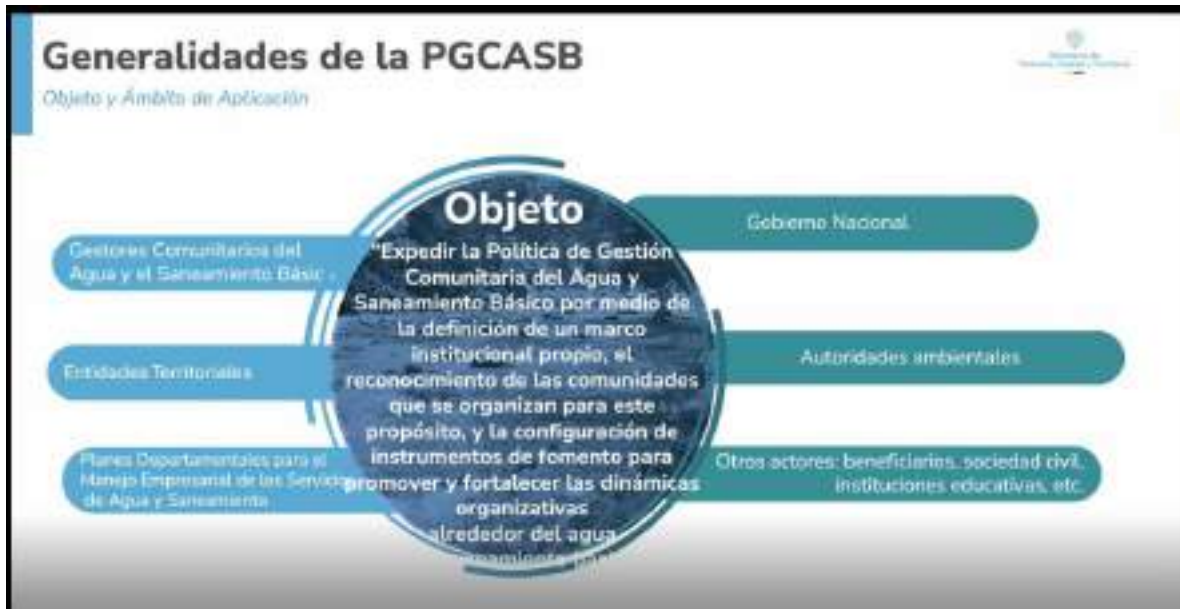 Generalidades de la PGCASB
Objeto y Ámbito de Aplicación
Objeto
"Expedir la Política de Gestión
Comunitaria del Agua y
Saneamiento Básico por medio de
la definición de un marco
institucional propio, el
reconocimiento de las comunidades
que se organizan para este
propósito, y la configuración de
instrumentos de fomento para
promover y fortalecer las dinámicas
organizativas
alrededor del agua
Gestores Comunitarios del
Agua y el Saneamiento Básic
Entidades Territoriales
Planes Departamentales para el
Manejo Empresarial de los Servicio
de Agua y Saneamiento
Gobierno Nacional
Autoridades ambientales
Otros actores: beneficiarios, sociedad civil,
instituciones educativas, etc.